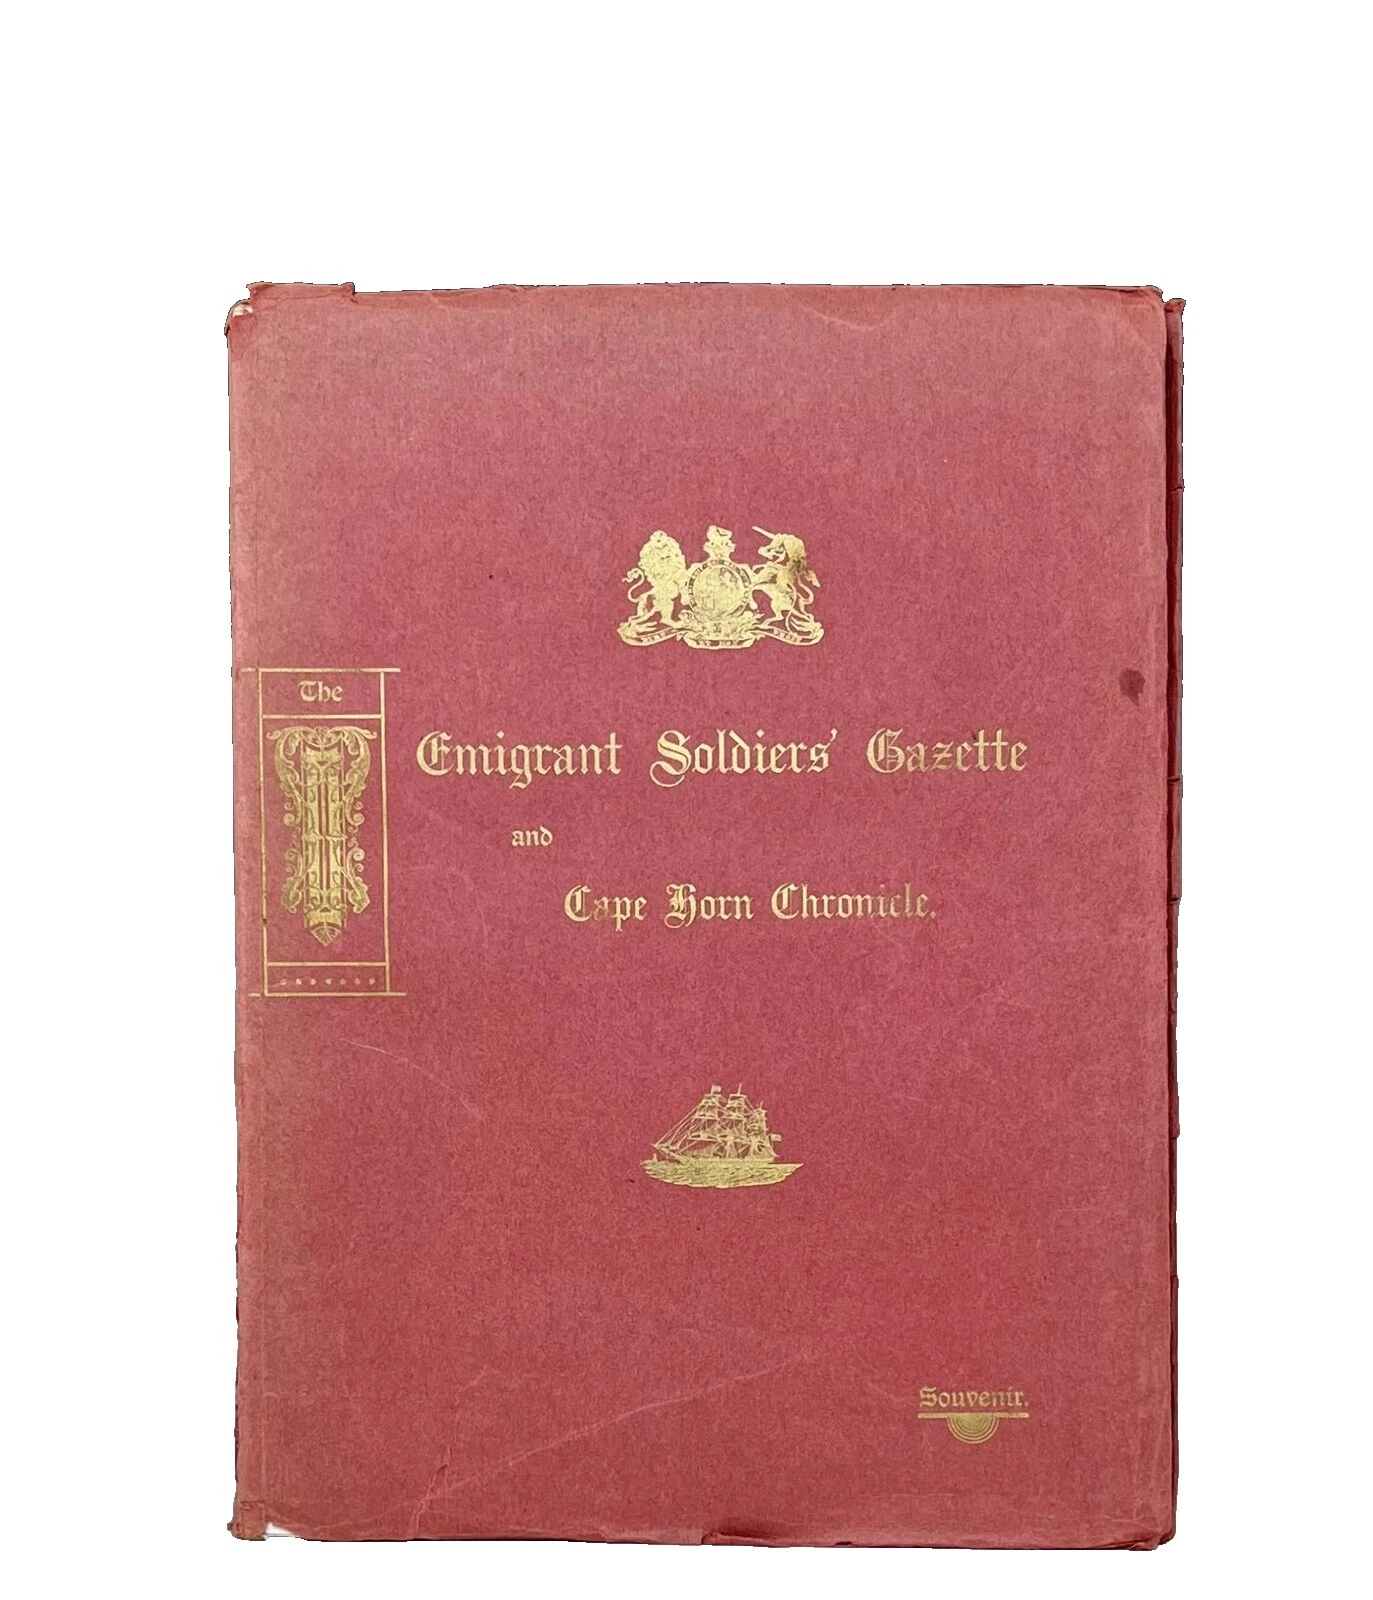 The
Emigrant Soldiers' Gazette
and
Cape Horn Chronicle.
Souvenir.